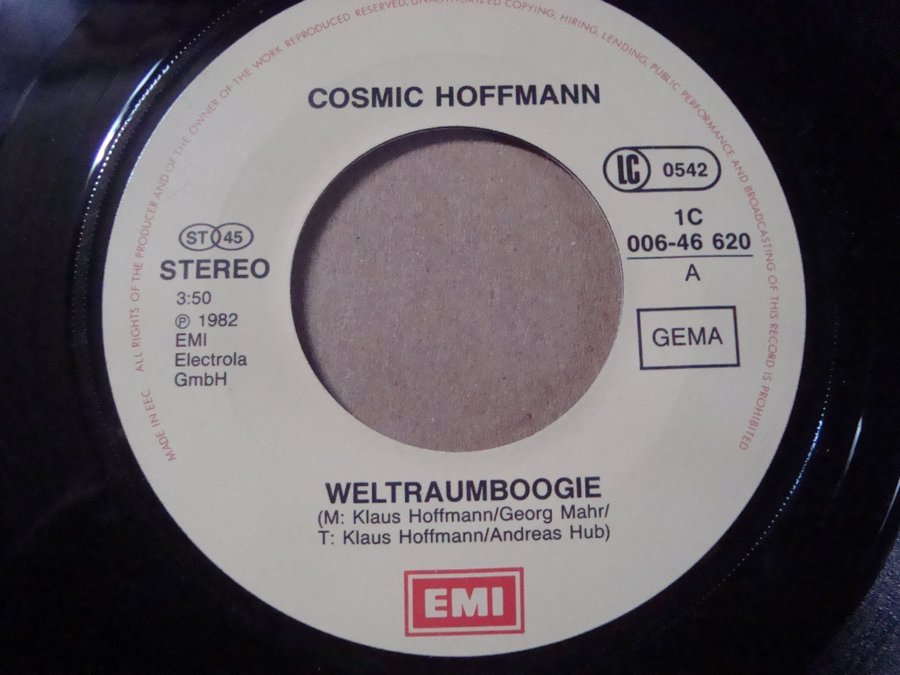 ALL RIGHTS OF THE PRODUCER AND OF THE OWNER OF THE WORK REPRODUCED RESERVED. UNAUTHORIZED COPYING, HIRING, LENDING, PUBLIC PERFORMANCE AND BROADCASTING OF THIS RECORD IS PROHIBITED
COSMIC HOFFMANN
LC 0542
1C
006-46 620
A
GEMA
ST 45
STEREO
3:50
℗ 1982
EMI
Electrola
GmbH
MADE IN EEC
WELTRAUMBOOGIE
(M: Klaus Hoffmann/Georg Mahr/
T: Klaus Hoffmann/Andreas Hub)
EMI